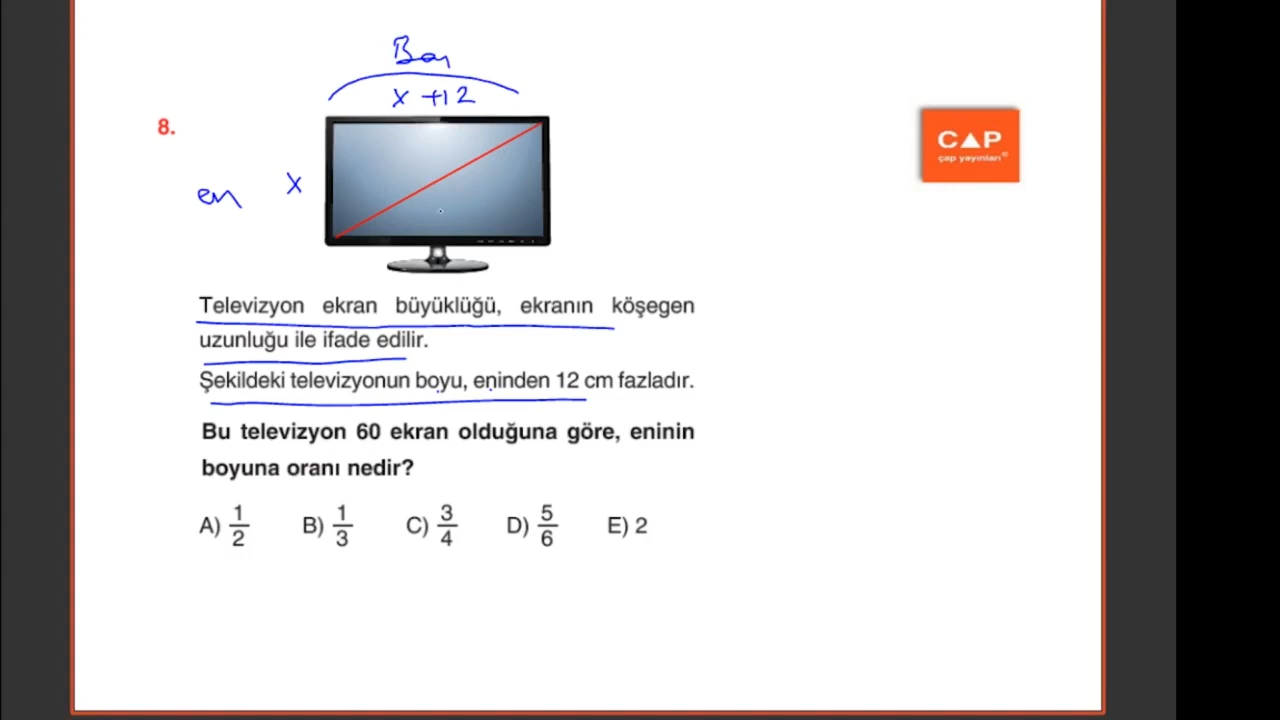 Boy
x +12
8.
en x
Televizyon ekran büyüklüğü, ekranın köşegen
uzunluğu ile ifade edilir.
Şekildeki televizyonun boyu, eninden 12 cm fazladır.
Bu televizyon 60 ekran olduğuna göre, eninin
boyuna oranı nedir?
A) 1/2 B) 1/3 C) 3/4 D) 5/6 E) 2
CAP
çap yayınları®